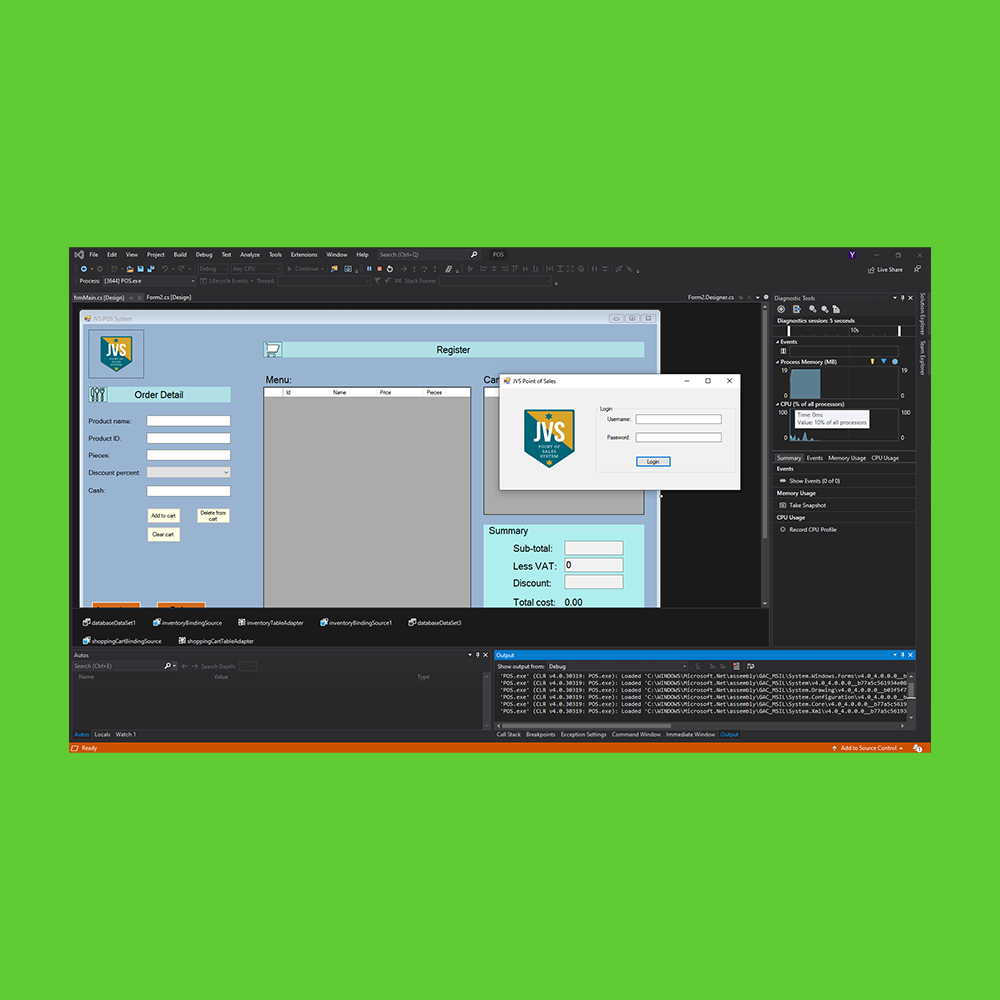 File Edit View Project Build Debug Test Analyze Tools Extensions Window Help Search (Ctrl+Q) POS Y
Debug Any CPU Continue Live Share
Process: [3644] POS.exe Lifecycle Events Thread: Stack Frame:
frmMain.cs [Design] Form2.cs [Design] Form2.Designer.cs
JVS POS System
JVS
POINT OF
SALES
SYSTEM
Register
Order Detail
Menu:
Id Name Price Pieces
Product name:
Product ID:
Pieces:
Discount percent:
Cash:
Add to cart
Delete from
cart
Clear cart
JVS Point of Sales
JVS
POINT OF
SALES
SYSTEM
Login
Username:
Password:
Login
Summary
Sub-total:
Less VAT: 0
Discount:
Total cost: 0.00
Diagnostic Tools
Diagnostics session: 5 seconds
10s
Events
Process Memory (MB)
19 19
0 0
CPU (% of all processors)
100 100
Time: 0ms
Value: 10% of all processors
0 0
Summary Events Memory Usage CPU Usage
Events
Show Events (0 of 0)
Memory Usage
Take Snapshot
CPU Usage
Record CPU Profile
Solution Explorer
Team Explorer
databaseDataSet1 inventoryBindingSource inventoryTableAdapter inventoryBindingSource1 databaseDataSet3
shoppingCartBindingSource shoppingCartTableAdapter
Autos
Search (Ctrl+E) Search Depth:
Name Value Type
Autos Locals Watch 1
Output
Show output from: Debug
'POS.exe' (CLR v4.0.30319: POS.exe): Loaded 'C:\WINDOWS\Microsoft.Net\assembly\GAC_MSIL\System.Windows.Forms\v4.0_4.0.0.0__b
'POS.exe' (CLR v4.0.30319: POS.exe): Loaded 'C:\WINDOWS\Microsoft.Net\assembly\GAC_MSIL\System\v4.0_4.0.0.0__b77a5c561934e08
'POS.exe' (CLR v4.0.30319: POS.exe): Loaded 'C:\WINDOWS\Microsoft.Net\assembly\GAC_MSIL\System.Drawing\v4.0_4.0.0.0__b03f5f7
'POS.exe' (CLR v4.0.30319: POS.exe): Loaded 'C:\WINDOWS\Microsoft.Net\assembly\GAC_MSIL\System.Configuration\v4.0_4.0.0.0__b
'POS.exe' (CLR v4.0.30319: POS.exe): Loaded 'C:\WINDOWS\Microsoft.Net\assembly\GAC_MSIL\System.Core\v4.0_4.0.0.0__b77a5c5619
'POS.exe' (CLR v4.0.30319: POS.exe): Loaded 'C:\WINDOWS\Microsoft.Net\assembly\GAC_MSIL\System.Xml\v4.0_4.0.0.0__b77a5c56193
Call Stack Breakpoints Exception Settings Command Window Immediate Window Output
Ready Add to Source Control 1